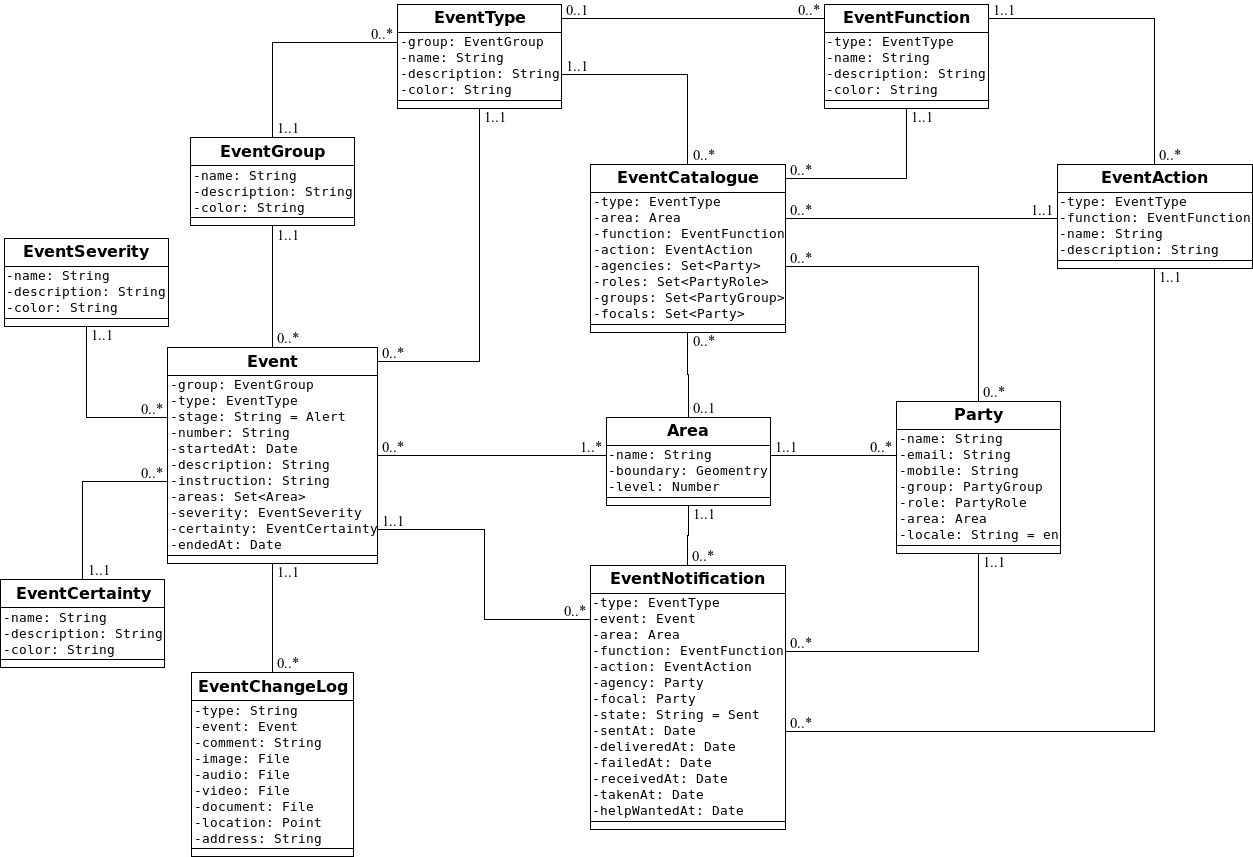 EventType
-group: EventGroup
-name: String
-description: String
-color: String
0..1
0..*
EventFunction
-type: EventType
-name: String
-description: String
-color: String
1..1
0..*
1..1
1..1
1..1
EventGroup
-name: String
-description: String
-color: String
1..1
1..1
0..*
0..*
EventCatalogue
-type: EventType
-area: Area
-function: EventFunction
-action: EventAction
-agencies: Set<Party>
-roles: Set<PartyRole>
-groups: Set<PartyGroup>
-focals: Set<Party>
0..*
0..*
1..1
0..*
0..*
EventAction
-type: EventType
-function: EventFunction
-name: String
-description: String
1..1
EventSeverity
-name: String
-description: String
-color: String
1..1
0..*
0..*
0..*
Event
-group: EventGroup
-type: EventType
-stage: String = Alert
-number: String
-startedAt: Date
-description: String
-instruction: String
-areas: Set<Area>
-severity: EventSeverity
-certainty: EventCertainty
-endedAt: Date
0..*
0..*
1..*
0..1
Area
-name: String
-boundary: Geomentry
-level: Number
1..1
0..*
0..*
Party
-name: String
-email: String
-mobile: String
-group: PartyGroup
-role: PartyRole
-area: Area
-locale: String = en
1..1
1..1
1..1
0..*
1..1
EventCertainty
-name: String
-description: String
-color: String
1..1
0..*
0..*
EventNotification
-type: EventType
-event: Event
-area: Area
-function: EventFunction
-action: EventAction
-agency: Party
-focal: Party
-state: String = Sent
-sentAt: Date
-deliveredAt: Date
-failedAt: Date
-receivedAt: Date
-takenAt: Date
-helpWantedAt: Date
0..*
0..*
EventChangeLog
-type: String
-event: Event
-comment: String
-image: File
-audio: File
-video: File
-document: File
-location: Point
-address: String